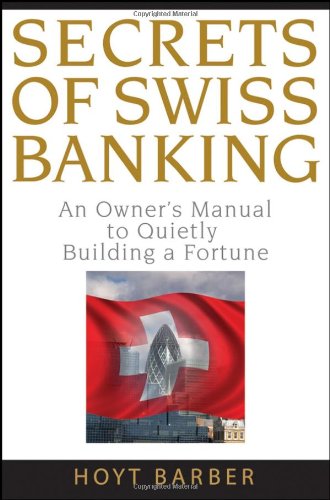 SECRETS
OF SWISS
BANKING
An Owner's Manual
to Quietly
Building a Fortune
HOYT BARBER